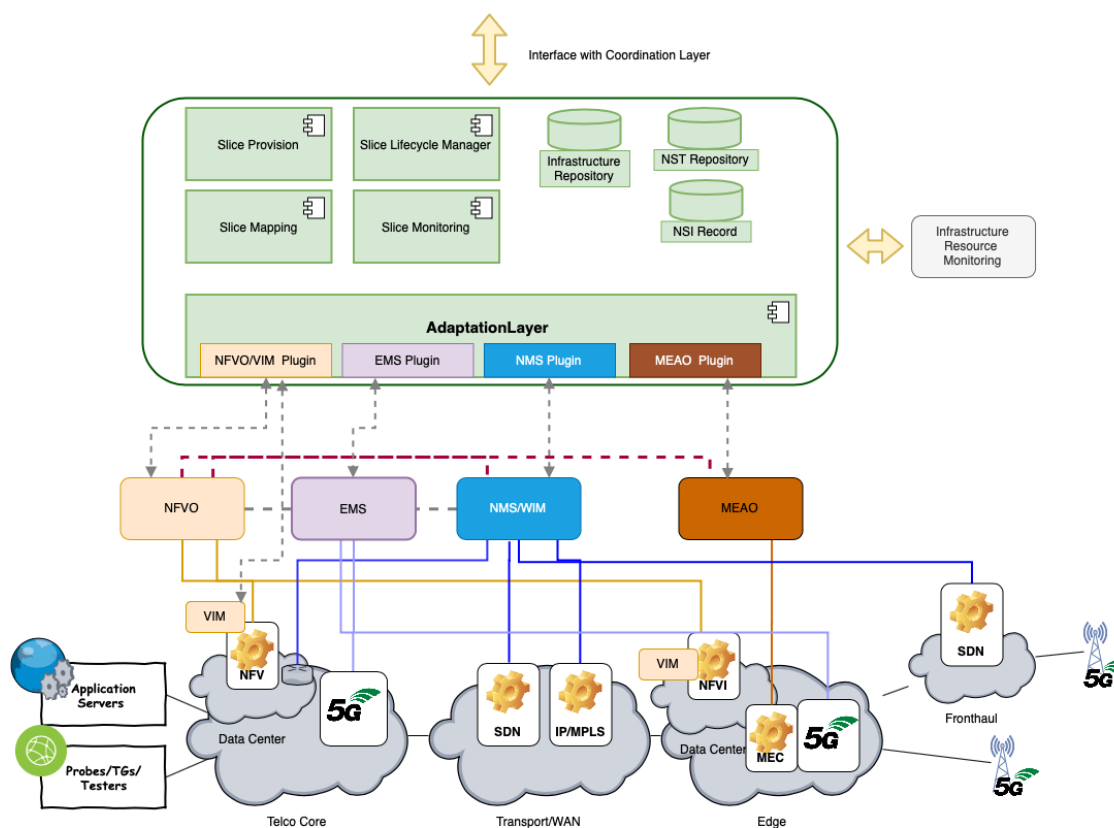 Interface with Coordination Layer
Slice Provision
Slice Lifecycle Manager
Infrastructure
Repository
NST Repository
Slice Mapping
Slice Monitoring
NSI Record
Infrastructure
Resource
Monitoring
AdaptationLayer
NFVO/VIM Plugin
EMS Plugin
NMS Plugin
MEAO Plugin
NFVO
EMS
NMS/WIM
MEAO
VIM
NFV
5G
Application
Servers
Probes/TGs/
Testers
Data Center
SDN
IP/MPLS
VIM
NFVI
Data Center
MEC
5G
SDN
Fronthaul
5G
5G
Telco Core
Transport/WAN
Edge